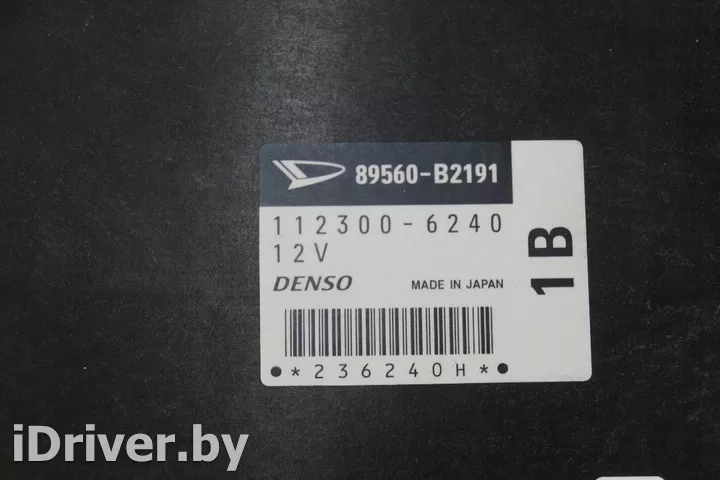 89560-B2191
112300-6240
12V
DENSO MADE IN JAPAN
1B
*236240H*
iDriver.by